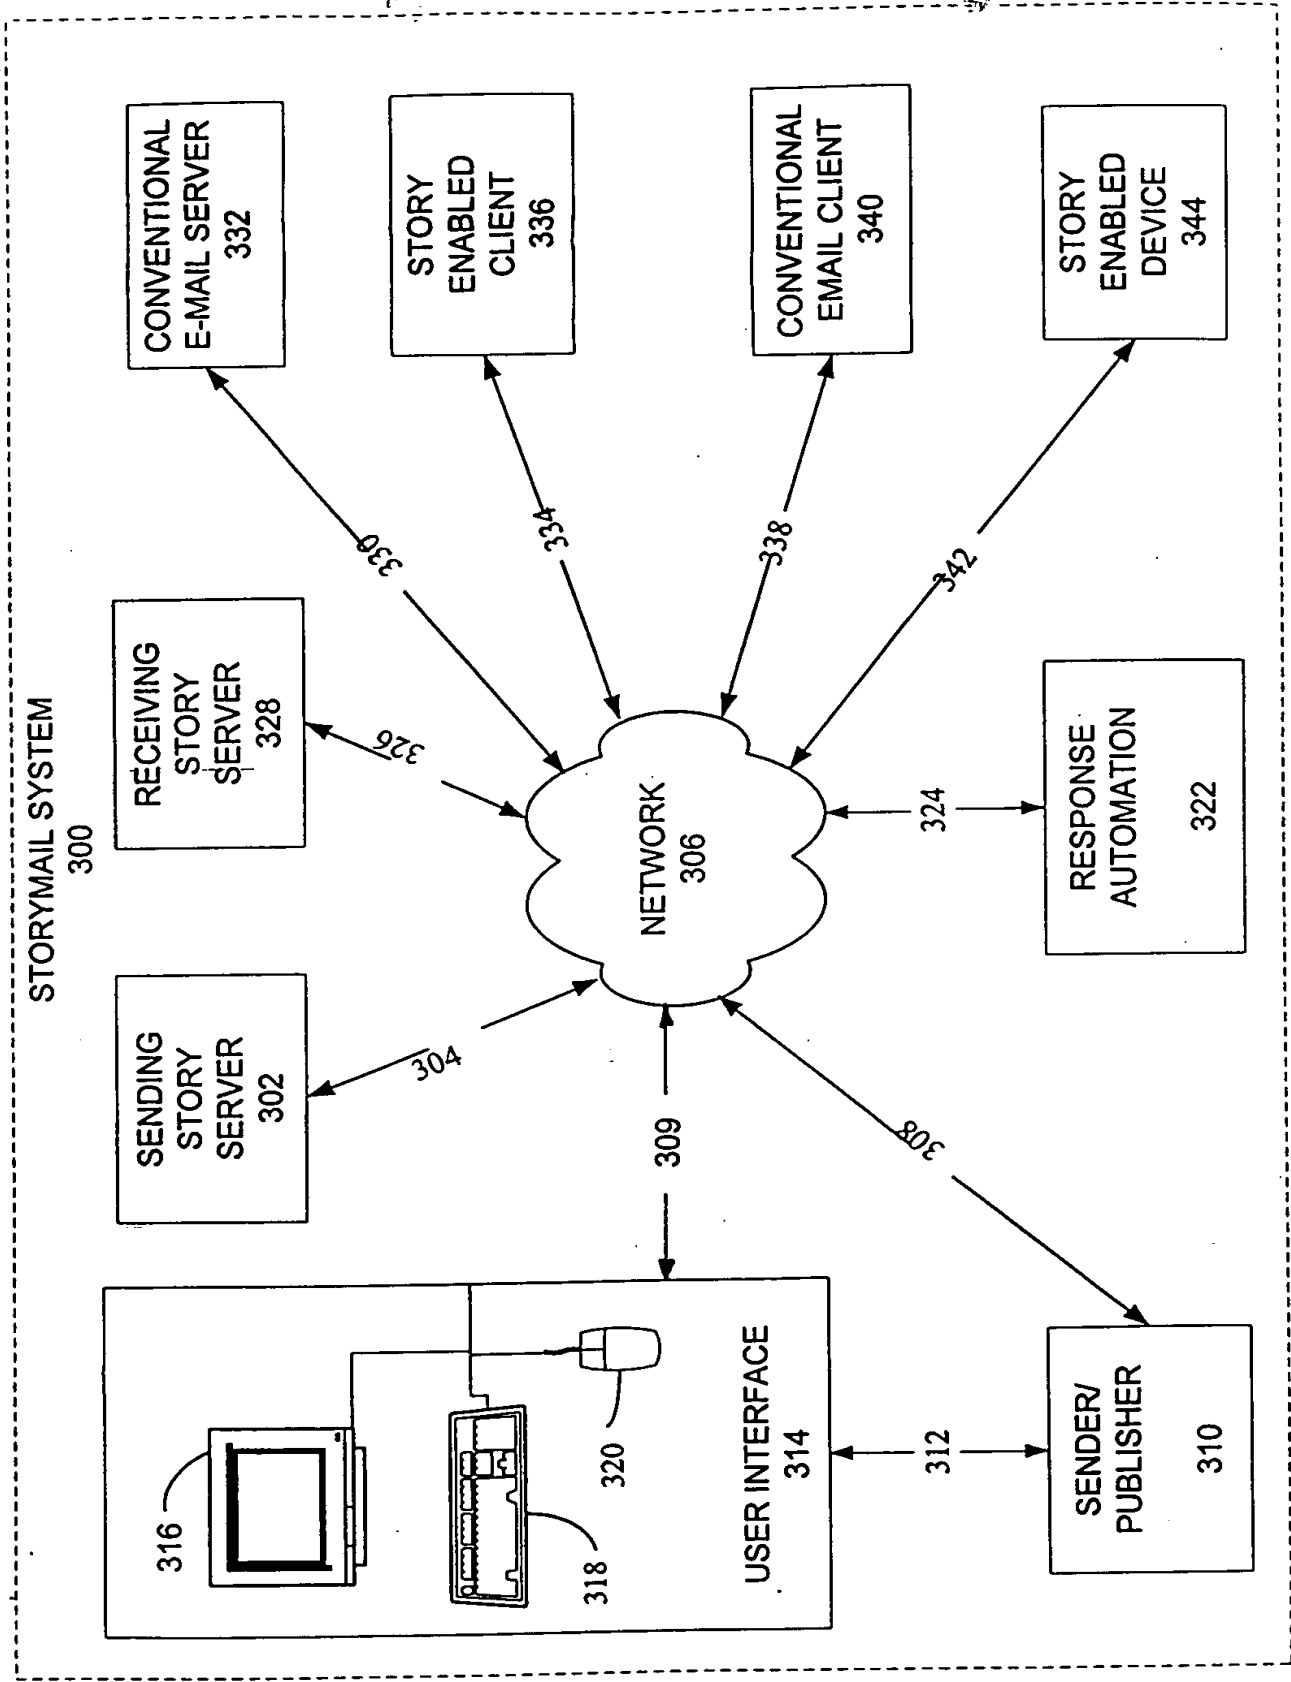 STORYMAIL SYSTEM
300
SENDING
STORY
SERVER
302
RECEIVING
STORY
SERVER
328
CONVENTIONAL
E-MAIL SERVER
332
304
326
330
316
318
320
USER INTERFACE
314
309
NETWORK
306
334
STORY
ENABLED
CLIENT
336
338
CONVENTIONAL
EMAIL CLIENT
340
312
308
324
342
SENDER/
PUBLISHER
310
RESPONSE
AUTOMATION
322
STORY
ENABLED
DEVICE
344